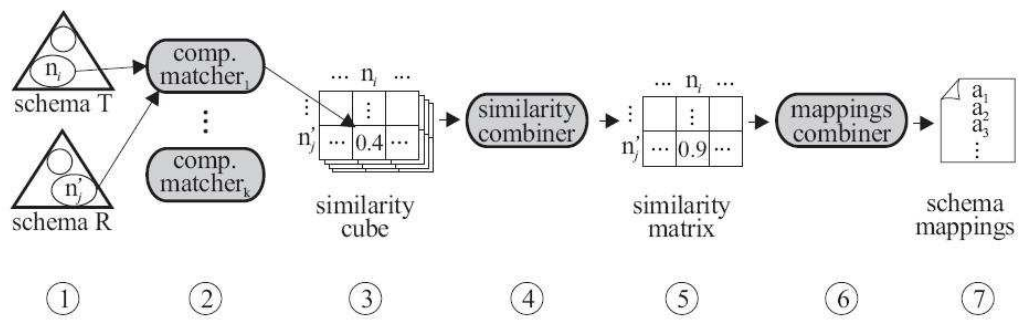 n_i
schema T
n'_j
schema R
comp.
matcher_1
⋮
comp.
matcher_k
... n_i ...
⋮ ⋮
n'_j ... 0.4 ...
similarity
cube
similarity
combiner
... n_i ...
⋮ ⋮
n'_j ... 0.9 ...
similarity
matrix
mappings
combiner
a_1
a_2
a_3
⋮
schema
mappings
1 2 3 4 5 6 7